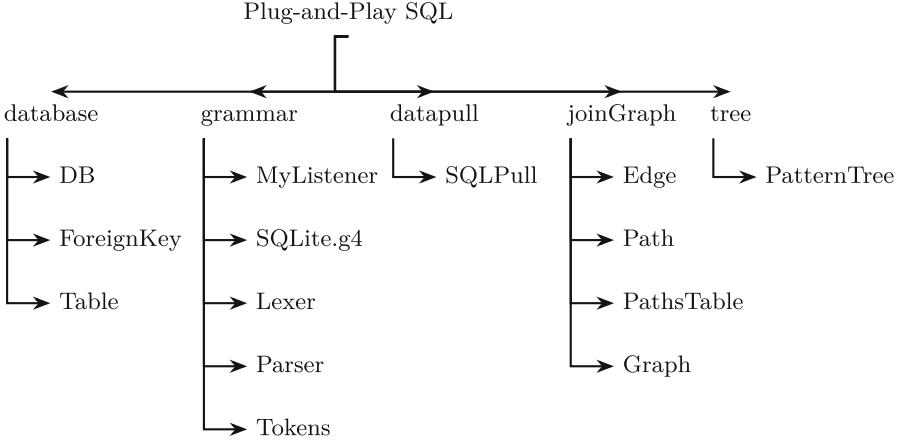 Plug-and-Play SQL
database grammar datapull joinGraph tree
DB MyListener SQLPull Edge PatternTree
ForeignKey SQLite.g4 Path
Table Lexer PathsTable
Parser Graph
Tokens